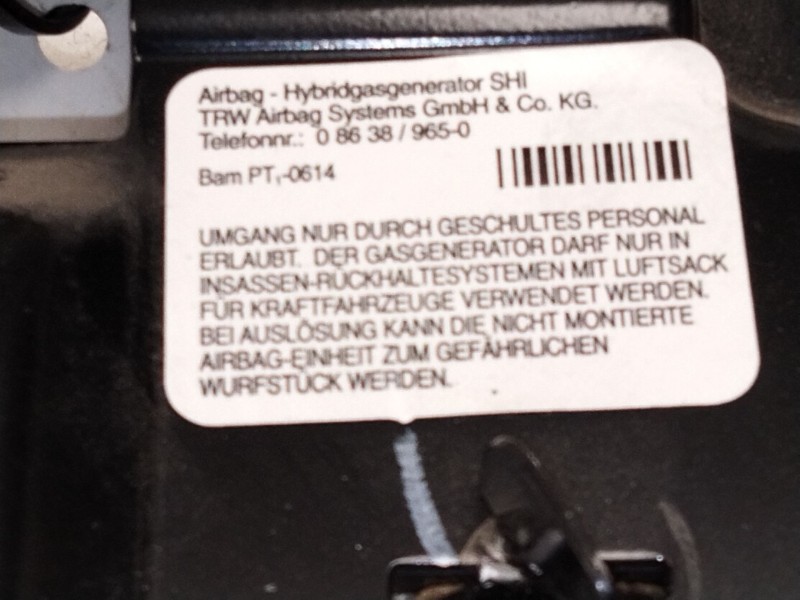 Airbag - Hybridgasgenerator SHI
TRW Airbag Systems GmbH & Co. KG.
Telefonnr.: 0 86 38 / 965-0
Bam PT₁-0614
UMGANG NUR DURCH GESCHULTES PERSONAL
ERLAUBT. DER GASGENERATOR DARF NUR IN
INSASSEN-RÜCKHALTESYSTEMEN MIT LUFTSACK
FÜR KRAFTFAHRZEUGE VERWENDET WERDEN.
BEI AUSLÖSUNG KANN DIE NICHT MONTIERTE
AIRBAG-EINHEIT ZUM GEFÄHRLICHEN
WURFSTÜCK WERDEN.